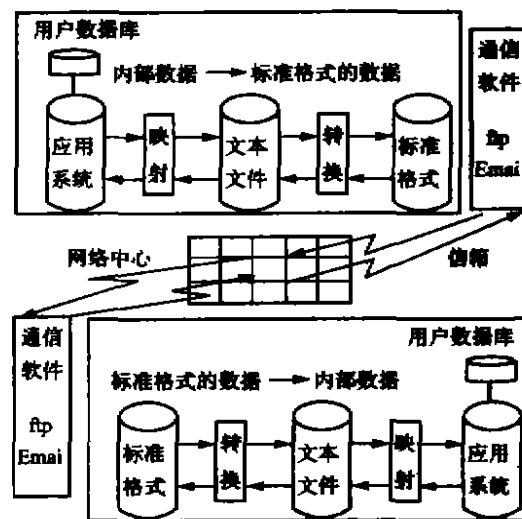 用户数据库
内部数据
标准格式的数据
应用
系统
映
射
文本
文件
转
换
标准
格式
通信
软件
ftp
Emai
网络中心
信箱
通信
软件
ftp
Emai
用户数据库
标准格式的数据
内部数据
标准
格式
转
换
文本
文件
映
射
应用
系统